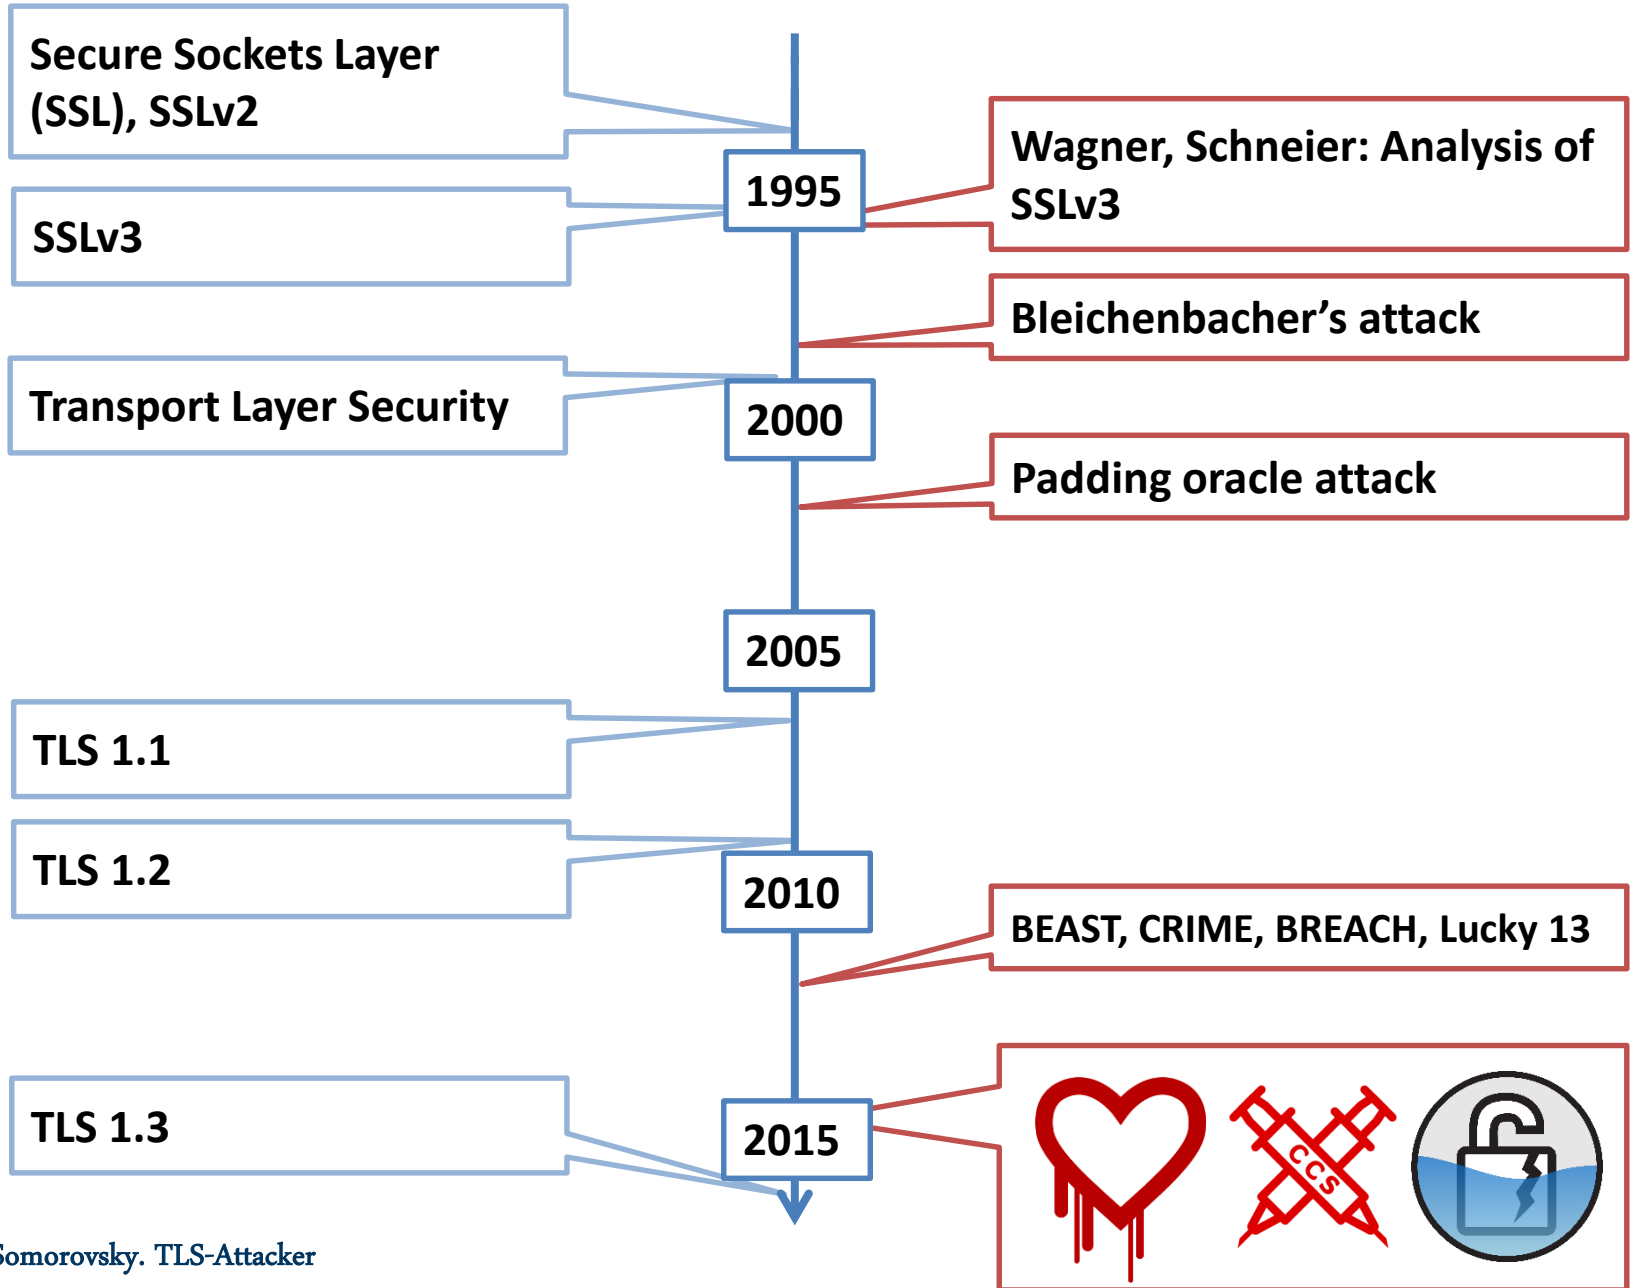 Secure Sockets Layer
(SSL), SSLv2
1995
Wagner, Schneier: Analysis of
SSLv3
SSLv3
Bleichenbacher’s attack
Transport Layer Security
2000
Padding oracle attack
2005
TLS 1.1
TLS 1.2
2010
BEAST, CRIME, BREACH, Lucky 13
TLS 1.3
2015
CCS
Somorovsky. TLS-Attacker